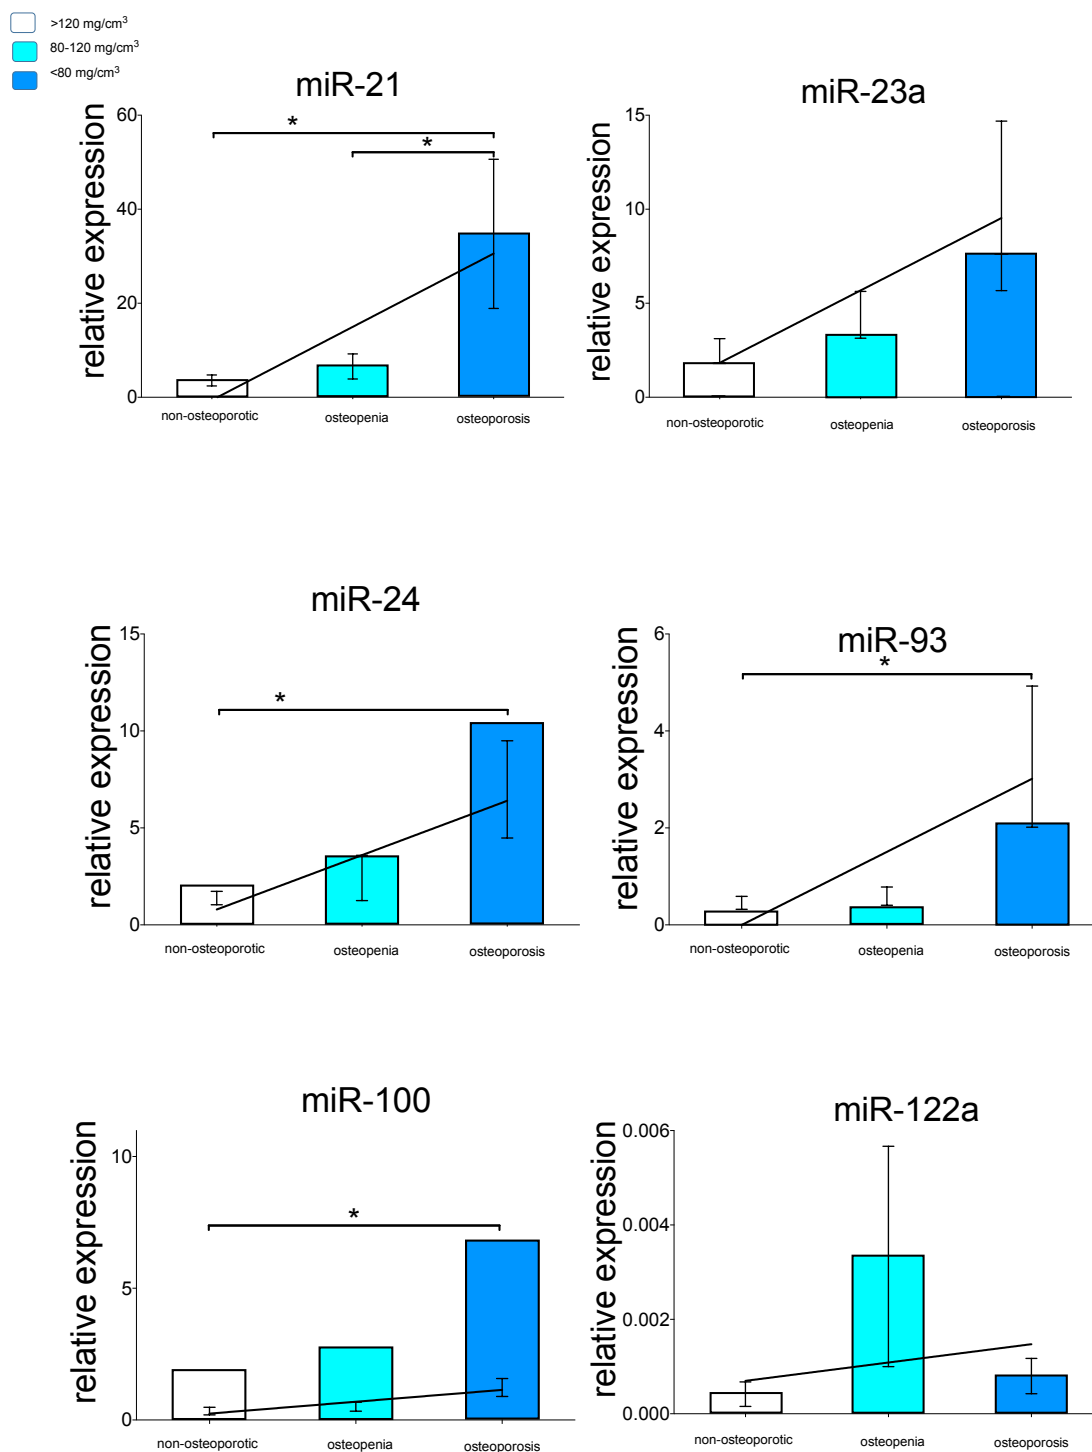 >120 mg/cm³
80-120 mg/cm³
<80 mg/cm³
miR-21
relative expression
60
40
20
0
*
*
non-osteoporotic
osteopenia
osteoporosis
miR-23a
relative expression
15
10
5
0
non-osteoporotic
osteopenia
osteoporosis
miR-24
relative expression
15
10
5
0
*
non-osteoporotic
osteopenia
osteoporosis
miR-93
relative expression
6
4
2
0
*
non-osteoporotic
osteopenia
osteoporosis
miR-100
relative expression
10
5
0
*
non-osteoporotic
osteopenia
osteoporosis
miR-122a
relative expression
0.006
0.004
0.002
0.000
non-osteoporotic
osteopenia
osteoporosis